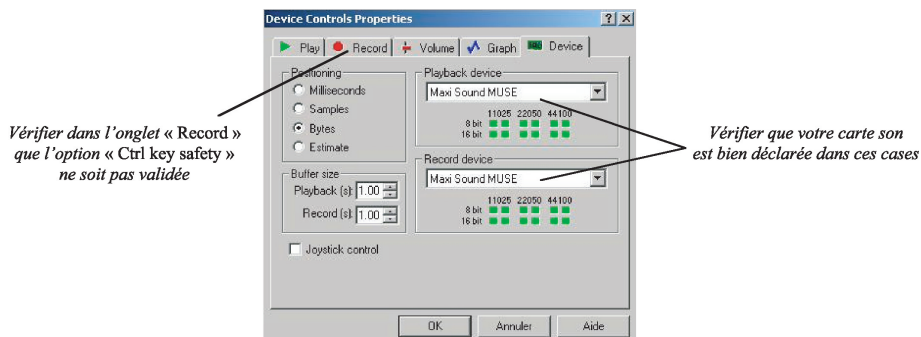 Device Controls Properties
Play Record Volume Graph Device
Positioning
Milliseconds
Samples
Bytes
Estimate
Buffer size
Playback (s): 1.00
Record (s): 1.00
Joystick control
Playback device
Maxi Sound MUSE
11025 22050 44100
8 bit
16 bit
Record device
Maxi Sound MUSE
11025 22050 44100
8 bit
16 bit
OK Annuler Aide
Vérifier dans l'onglet « Record »
que l'option « Ctrl key safety »
ne soit pas validée
Vérifier que votre carte son
est bien déclarée dans ces cases